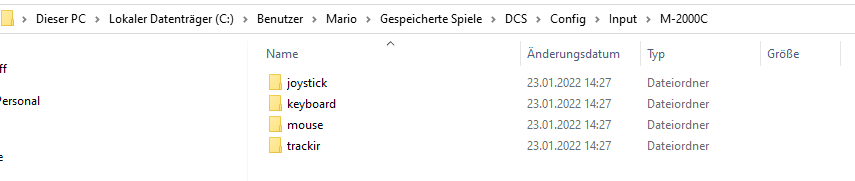 Dieser PC > Lokaler Datenträger (C:) > Benutzer > Mario > Gespeicherte Spiele > DCS > Config > Input > M-2000C
Name Änderungsdatum Typ Größe
ff
joystick 23.01.2022 14:27 Dateiordner
Personal
keyboard 23.01.2022 14:27 Dateiordner
mouse 23.01.2022 14:27 Dateiordner
trackir 23.01.2022 14:27 Dateiordner
e